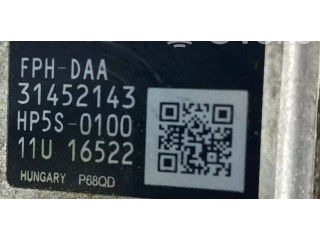 FPH-DAA
31452143
HP5S-0100
11U 16522
HUNGARY P68QD